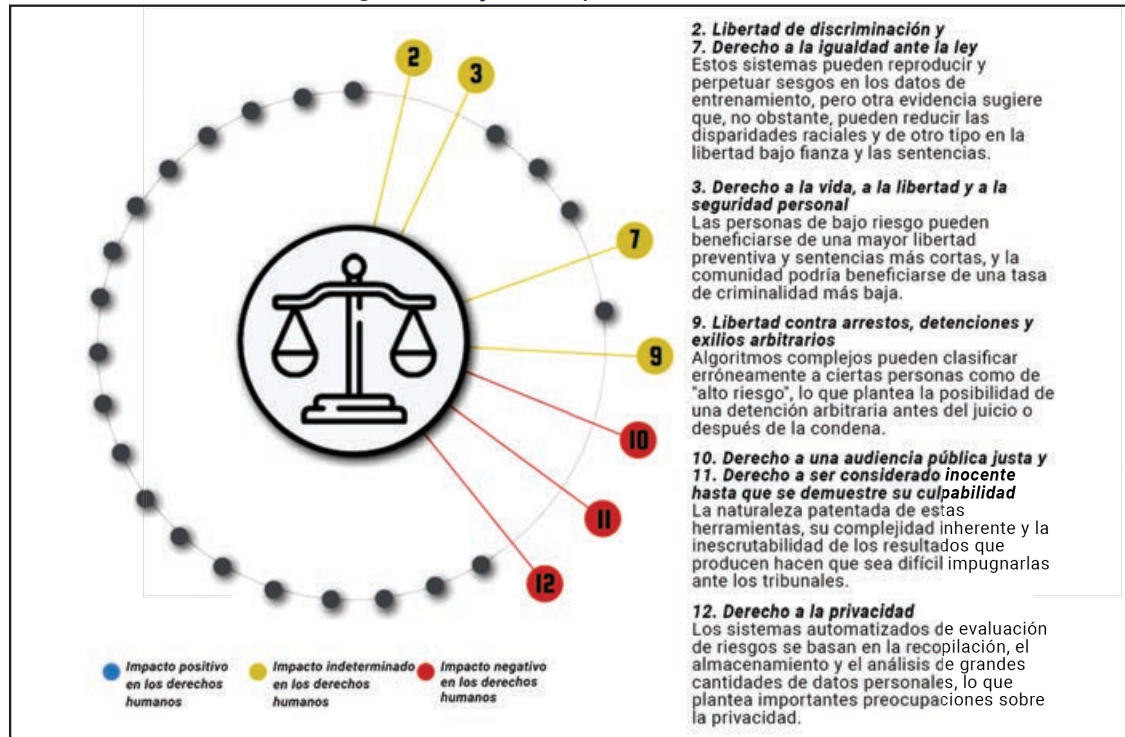 2
3
7
9
10
11
12
Impacto positivo
en los derechos
humanos
Impacto indeterminado
en los derechos
humanos
Impacto negativo
en los derechos
humanos
2. Libertad de discriminación y
7. Derecho a la igualdad ante la ley
Estos sistemas pueden reproducir y
perpetuar sesgos en los datos de
entrenamiento, pero otra evidencia sugiere
que, no obstante, pueden reducir las
disparidades raciales y de otro tipo en la
libertad bajo fianza y las sentencias.
3. Derecho a la vida, a la libertad y a la
seguridad personal
Las personas de bajo riesgo pueden
beneficiarse de una mayor libertad
preventiva y sentencias más cortas, y la
comunidad podría beneficiarse de una tasa
de criminalidad más baja.
9. Libertad contra arrestos, detenciones y
exilios arbitrarios
Algoritmos complejos pueden clasificar
erróneamente a ciertas personas como de
"alto riesgo", lo que plantea la posibilidad de
una detención arbitraria antes del juicio o
después de la condena.
10. Derecho a una audiencia pública justa y
11. Derecho a ser considerado inocente
hasta que se demuestre su culpabilidad
La naturaleza patentada de estas
herramientas, su complejidad inherente y la
inescrutabilidad de los resultados que
producen hacen que sea difícil impugnarlas
ante los tribunales.
12. Derecho a la privacidad
Los sistemas automatizados de evaluación
de riesgos se basan en la recopilación, el
almacenamiento y el análisis de grandes
cantidades de datos personales, lo que
plantea importantes preocupaciones sobre
la privacidad.